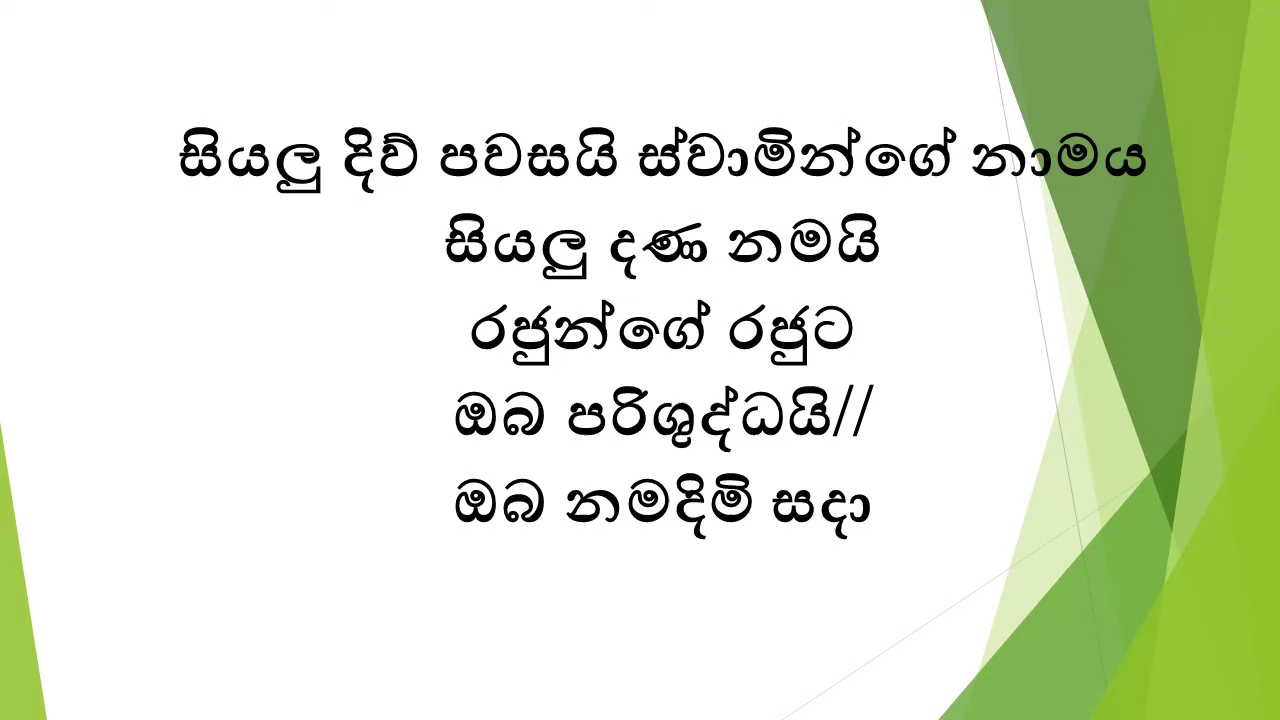 සියලු දිව් පවසයි ස්වාමින්ගේ නාමය
සියලු දණ නමයි
රජුන්ගේ රජුට
ඔබ පරිශුද්ධයි//
ඔබ නමදිමි සදා